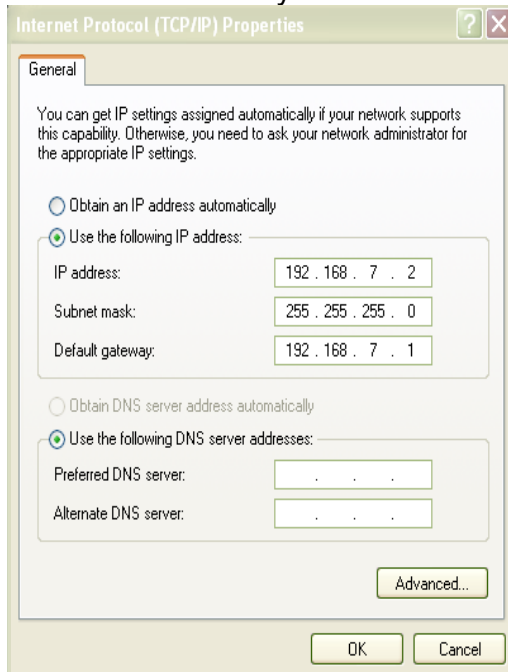 Internet Protocol (TCP/IP) Properties
General
You can get IP settings assigned automatically if your network supports
this capability. Otherwise, you need to ask your network administrator for
the appropriate IP settings.
Obtain an IP address automatically
Use the following IP address:
IP address: 192 . 168 . 7 . 2
Subnet mask: 255 . 255 . 255 . 0
Default gateway: 192 . 168 . 7 . 1
Obtain DNS server address automatically
Use the following DNS server addresses:
Preferred DNS server: . . .
Alternate DNS server: . . .
Advanced...
OK Cancel